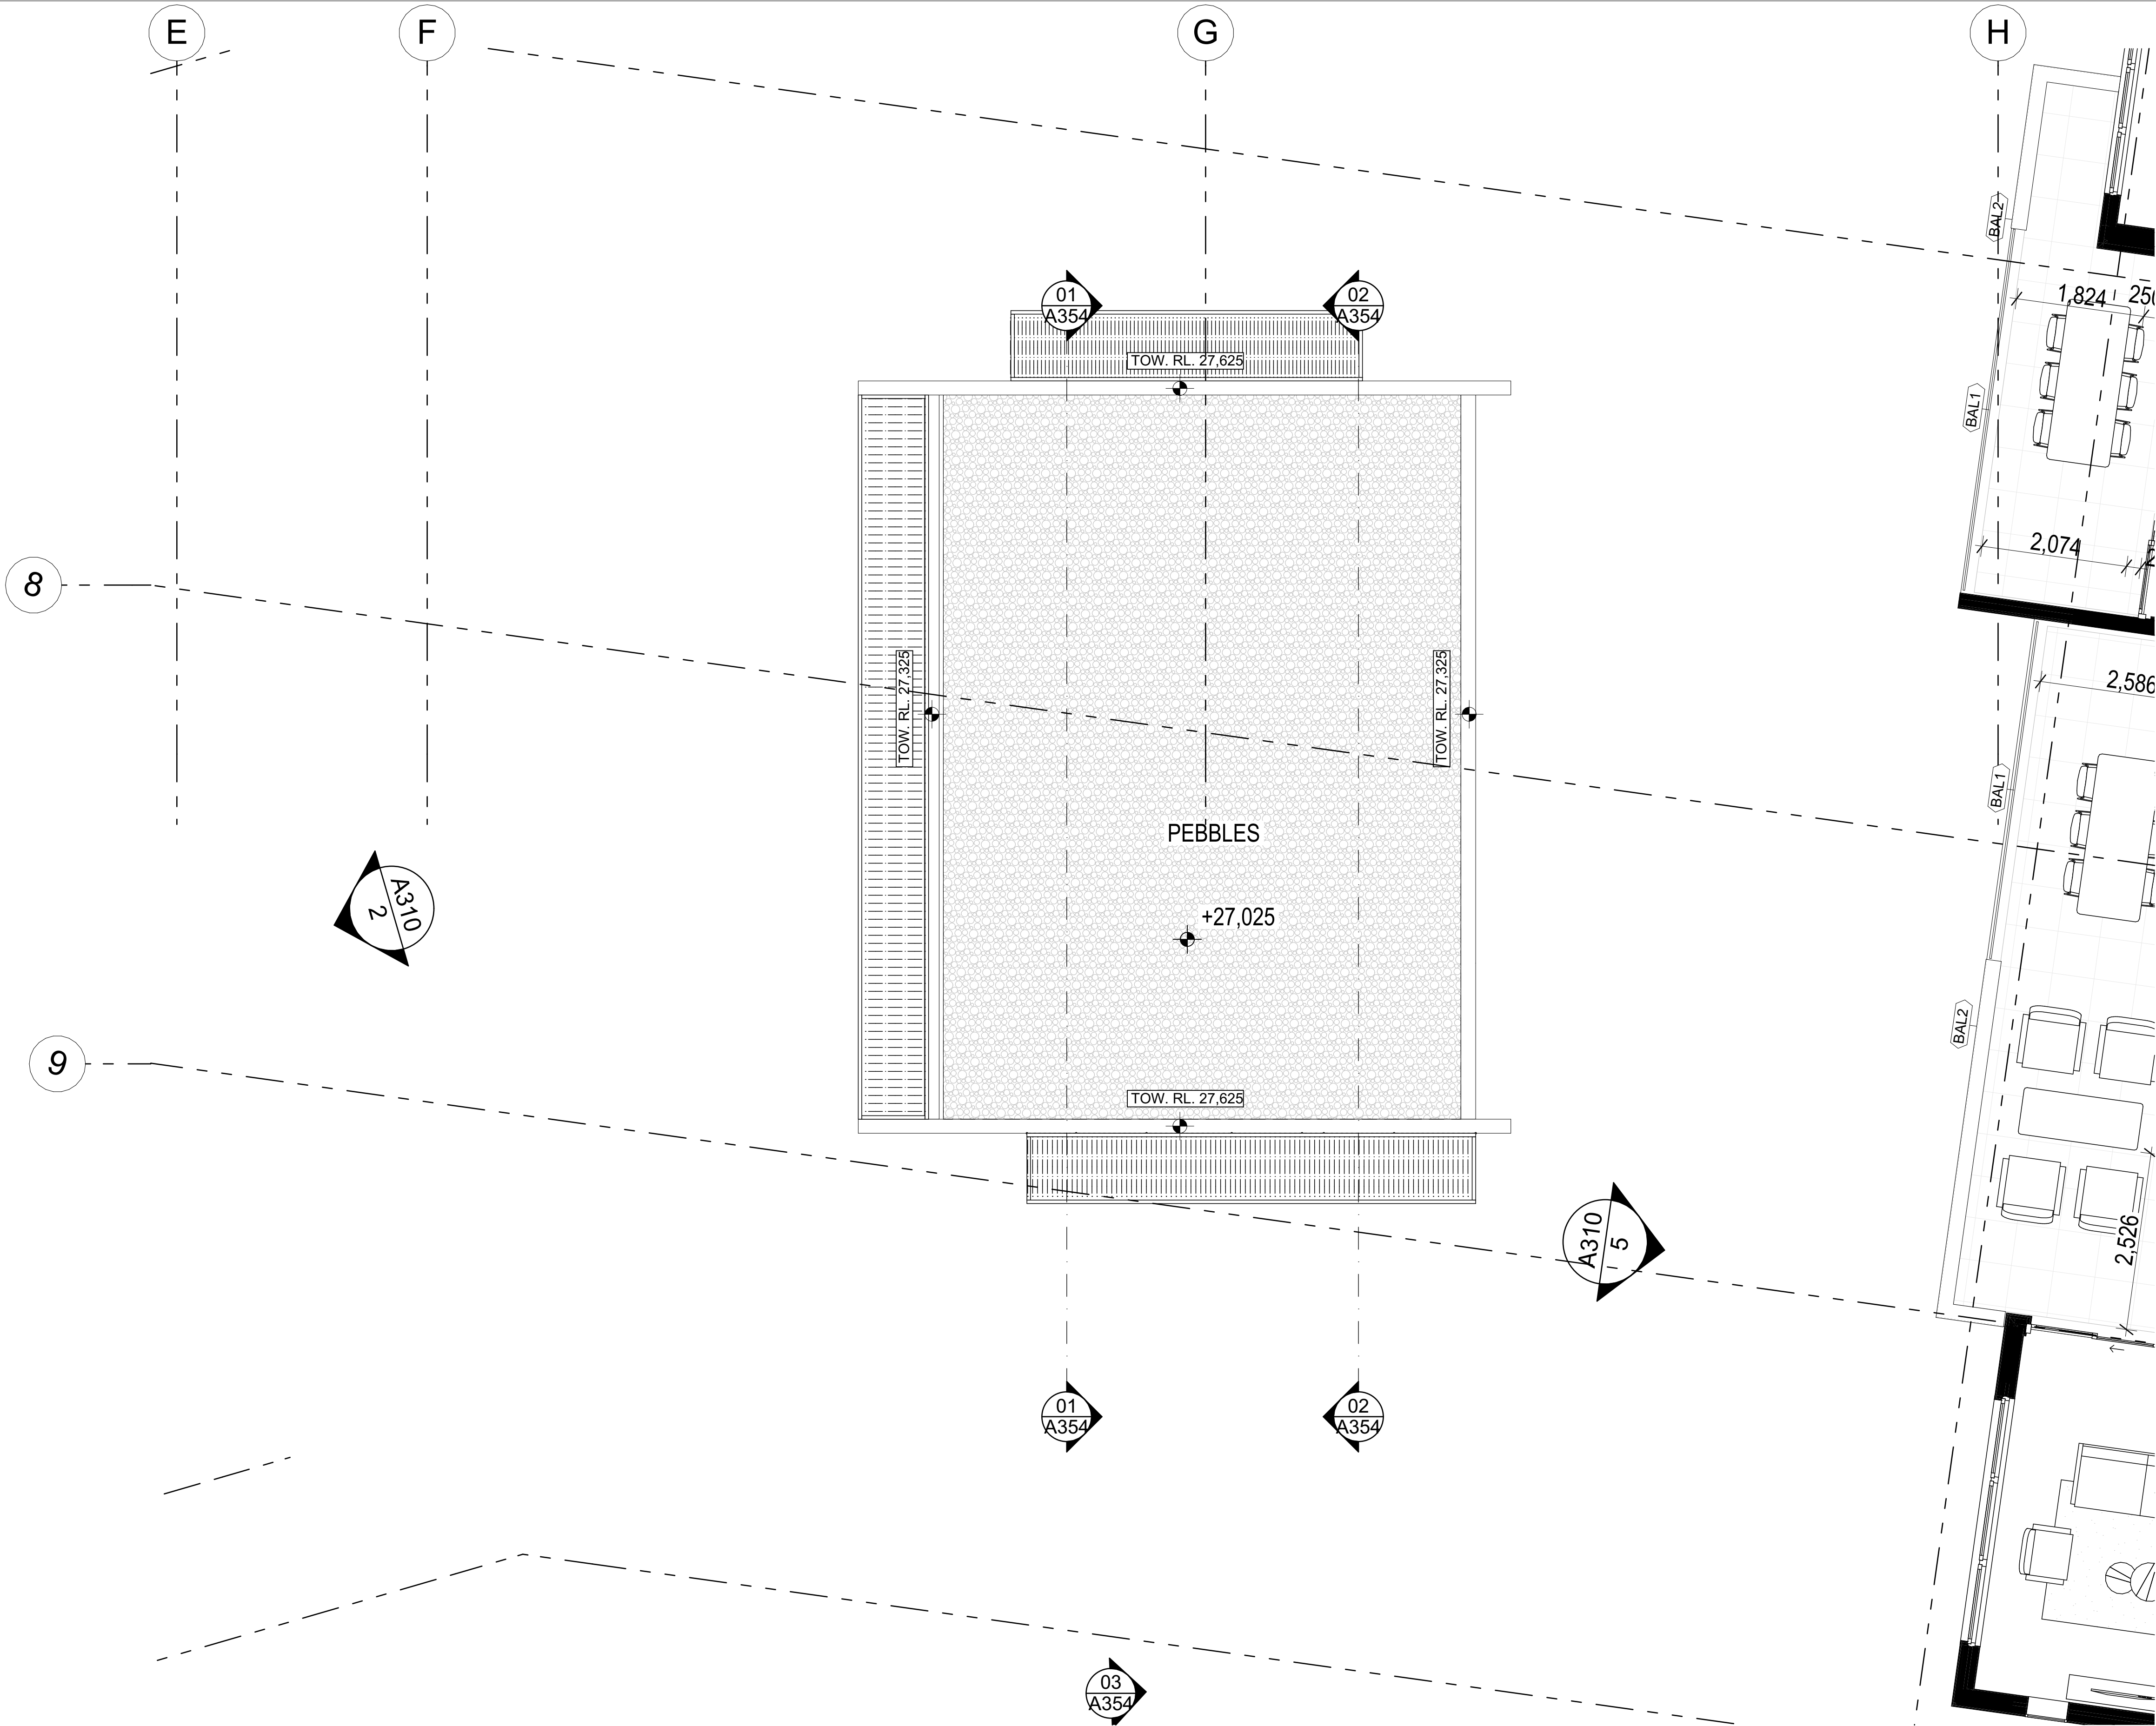 E
F
G
H
BAL2
01
A354
02
A354
1,824
TOW. RL. 27,625
BAL1
2,074
8
TOW. RL. 27,325
TOW. RL. 27,325
2,586
BAL1
PEBBLES
A310
2
+27,025
BAL2
9
TOW. RL. 27,625
A310
5
2,526
01
A354
02
A354
03
A354